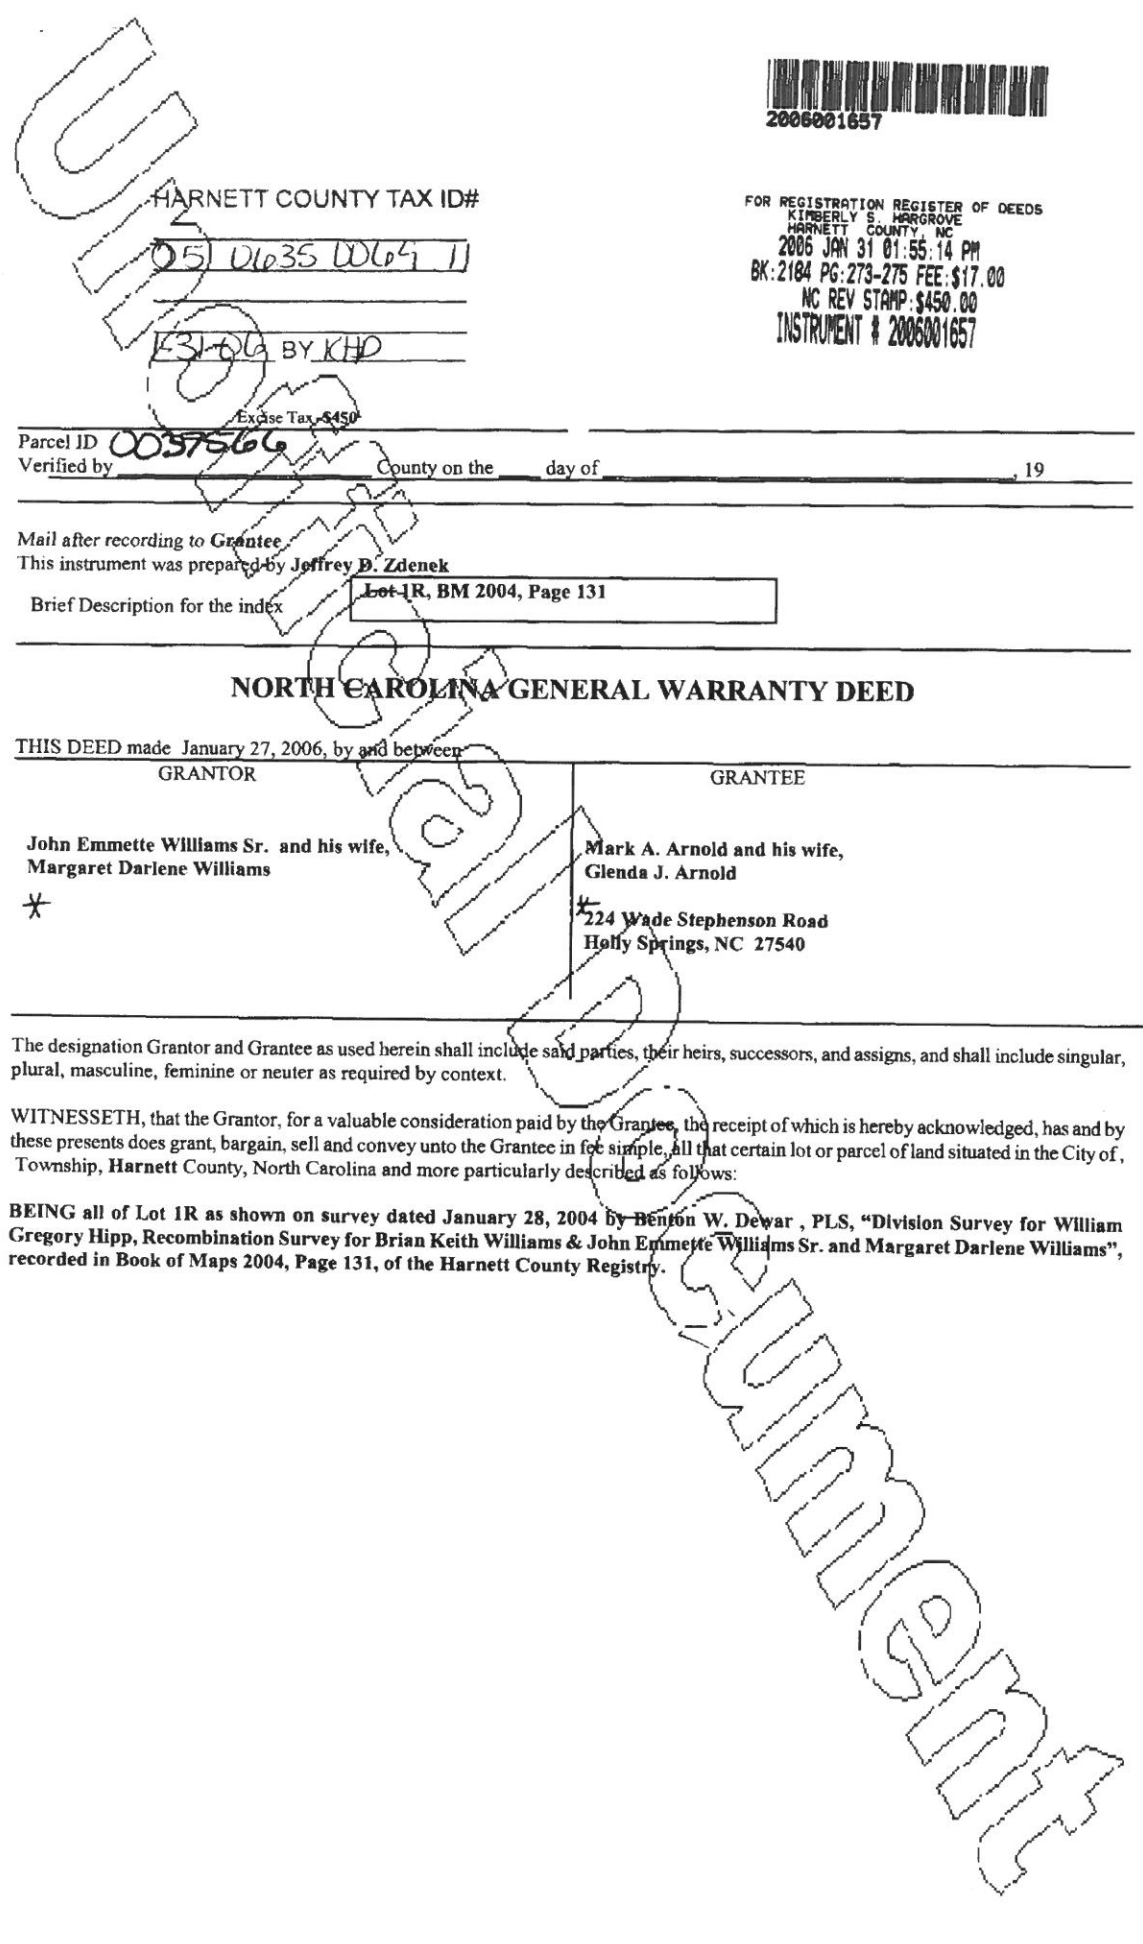 2006001657
HARNETT COUNTY TAX ID#
FOR REGISTRATION REGISTER OF DEEDS
KIMBERLY S. HARGROVE
HARNETT COUNTY, NC
2006 JAN 31 01:55:14 PM
BK:2184 PG:273-275 FEE:$17.00
NC REV STAMP:$450.00
INSTRUMENT # 2006001657
051 0635 0064 11
1-31-06 BY KHD
Excise Tax $450
Parcel ID 0037566
Verified by County on the day of , 19
Mail after recording to Grantee
This instrument was prepared by Jeffrey D. Zdenek
Brief Description for the index
Lot 1R, BM 2004, Page 131
NORTH CAROLINA GENERAL WARRANTY DEED
THIS DEED made January 27, 2006, by and between
GRANTOR
GRANTEE
John Emmette Williams Sr. and his wife,
Margaret Darlene Williams
*
Mark A. Arnold and his wife,
Glenda J. Arnold
*
224 Wade Stephenson Road
Holly Springs, NC 27540
The designation Grantor and Grantee as used herein shall include said parties, their heirs, successors, and assigns, and shall include singular,
plural, masculine, feminine or neuter as required by context.
WITNESSETH, that the Grantor, for a valuable consideration paid by the Grantee, the receipt of which is hereby acknowledged, has and by
these presents does grant, bargain, sell and convey unto the Grantee in fee simple, all that certain lot or parcel of land situated in the City of ,
Township, Harnett County, North Carolina and more particularly described as follows:
BEING all of Lot 1R as shown on survey dated January 28, 2004 by Benton W. Dewar , PLS, “Division Survey for William
Gregory Hipp, Recombination Survey for Brian Keith Williams & John Emmette Williams Sr. and Margaret Darlene Williams”,
recorded in Book of Maps 2004, Page 131, of the Harnett County Registry.
Unofficial Document